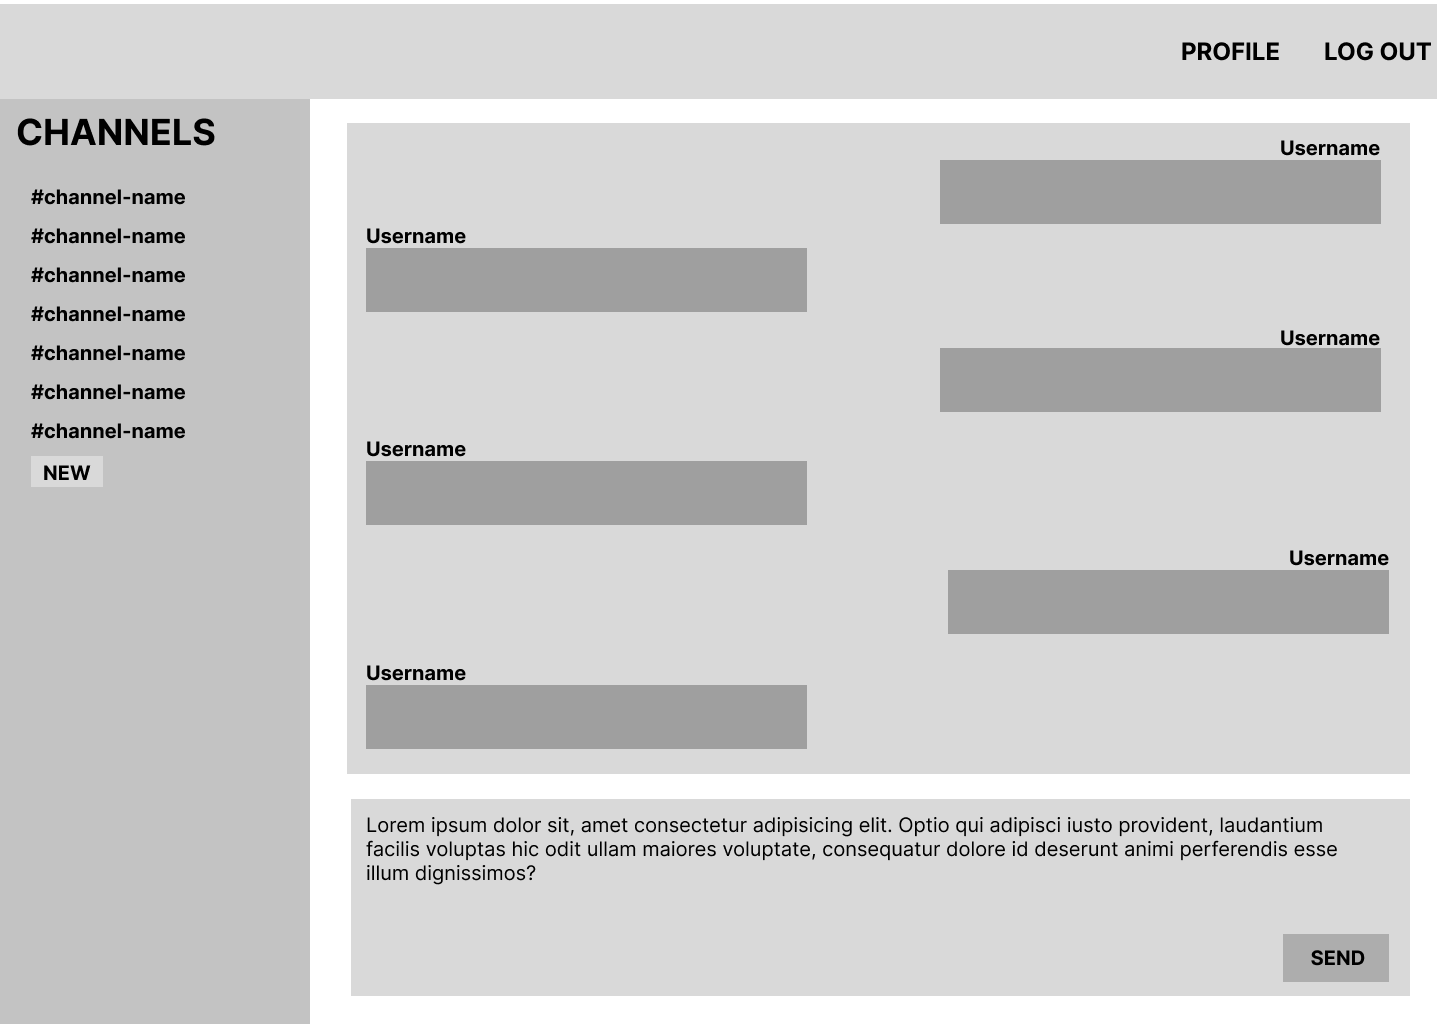 PROFILE LOG OUT
CHANNELS
#channel-name
#channel-name
#channel-name
#channel-name
#channel-name
#channel-name
#channel-name
NEW
Username
Username
Username
Username
Username
Username
Lorem ipsum dolor sit, amet consectetur adipisicing elit. Optio qui adipisci iusto provident, laudantium
facilis voluptas hic odit ullam maiores voluptate, consequatur dolore id deserunt animi perferendis esse
illum dignissimos?
SEND